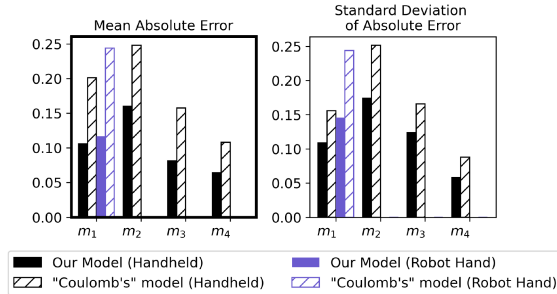 Mean Absolute Error
Standard Deviation
of Absolute Error
0.25
0.20
0.15
0.10
0.05
0.00
m1 m2 m3 m4
0.25
0.20
0.15
0.10
0.05
0.00
m1 m2 m3 m4
Our Model (Handheld)
"Coulomb's" model (Handheld)
Our Model (Robot Hand)
"Coulomb's" model (Robot Hand)